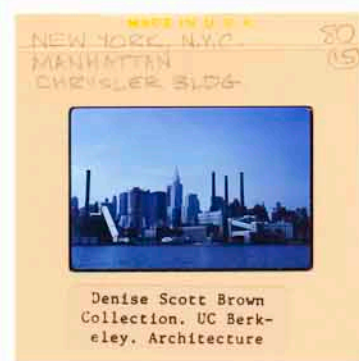 MADE IN U.S.A.
NEW YORK, N.Y.C. 80
MANHATTAN (15)
CHRYSLER BLDG
Denise Scott Brown
Collection. UC Berk-
eley. Architecture